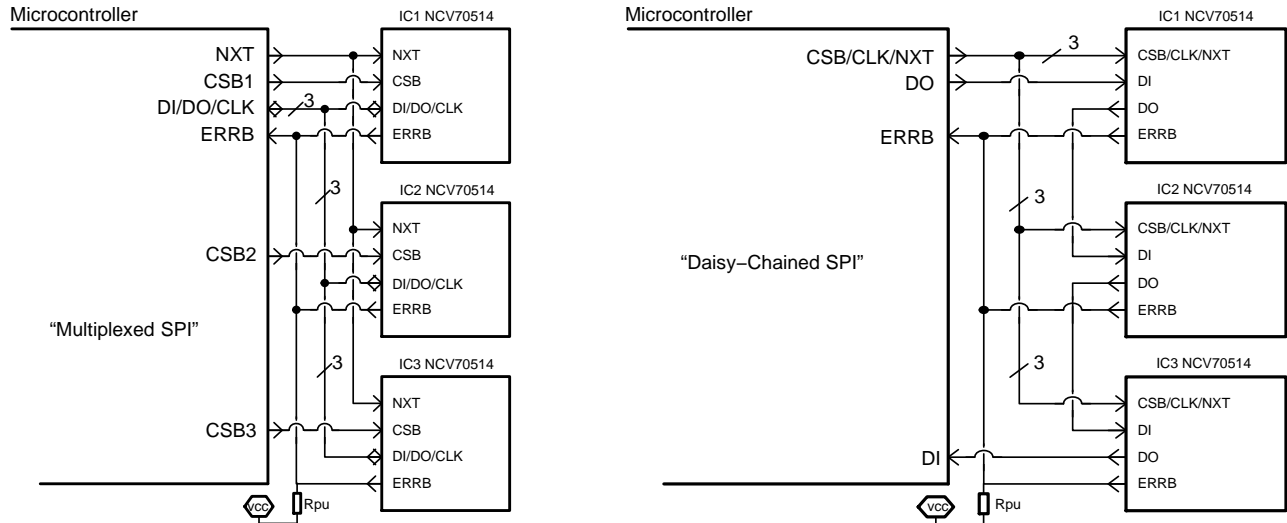 Microcontroller
NXT
CSB1
DI/DO/CLK
ERRB
CSB2
"Multiplexed SPI"
CSB3
3
3
3
IC1 NCV70514
NXT
CSB
DI/DO/CLK
ERRB
IC2 NCV70514
NXT
CSB
DI/DO/CLK
ERRB
IC3 NCV70514
NXT
CSB
DI/DO/CLK
ERRB
vcc
Rpu
Microcontroller
CSB/CLK/NXT
DO
ERRB
“Daisy−Chained SPI”
DI
3
3
3
IC1 NCV70514
CSB/CLK/NXT
DI
DO
ERRB
IC2 NCV70514
CSB/CLK/NXT
DI
DO
ERRB
IC3 NCV70514
CSB/CLK/NXT
DI
DO
ERRB
vcc
Rpu